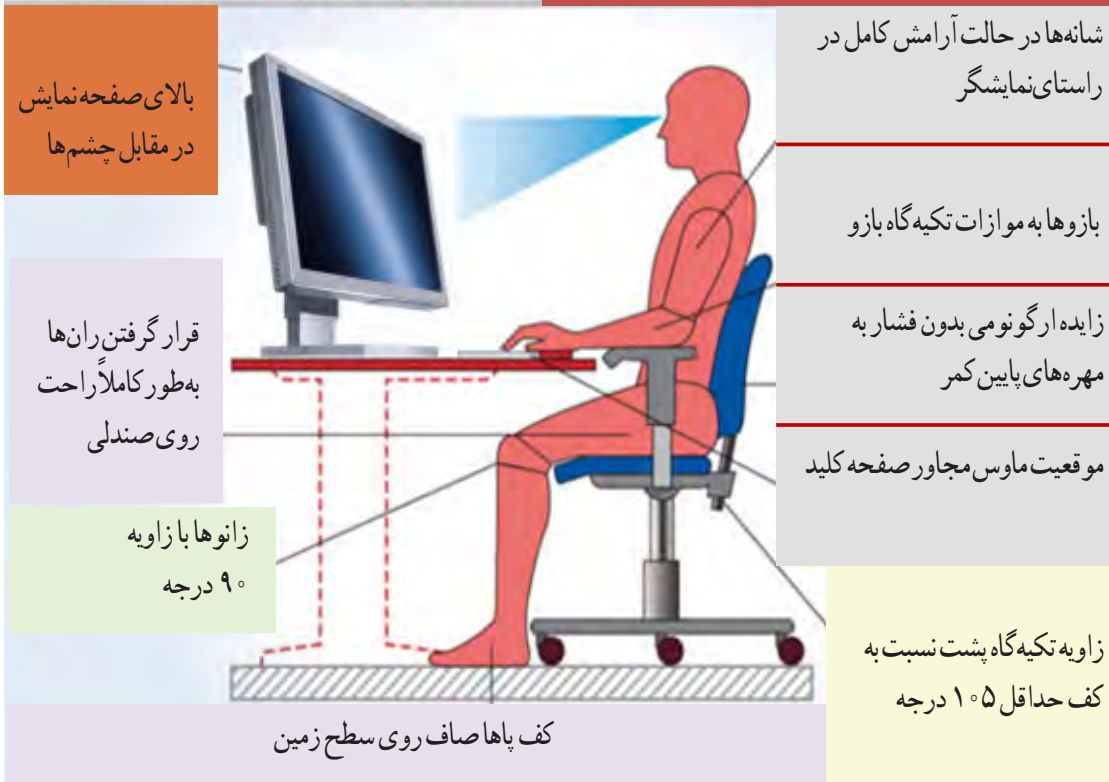 شانه‌ها در حالت آرامش کامل در
راستای نمایشگر
بازوها به موازات تکیه‌گاه بازو
زایده ارگونومی بدون فشار به
مهره‌های پایین کمر
موقعیت ماوس مجاور صفحه کلید
زاویه تکیه‌گاه پشت نسبت به
کف حداقل ۱۰۵ درجه
بالای صفحه نمایش
در مقابل چشم‌ها
قرار گرفتن ران‌ها
به‌طور کاملاً راحت
روی صندلی
زانوها با زاویه
۹۰ درجه
کف پاها صاف روی سطح زمین